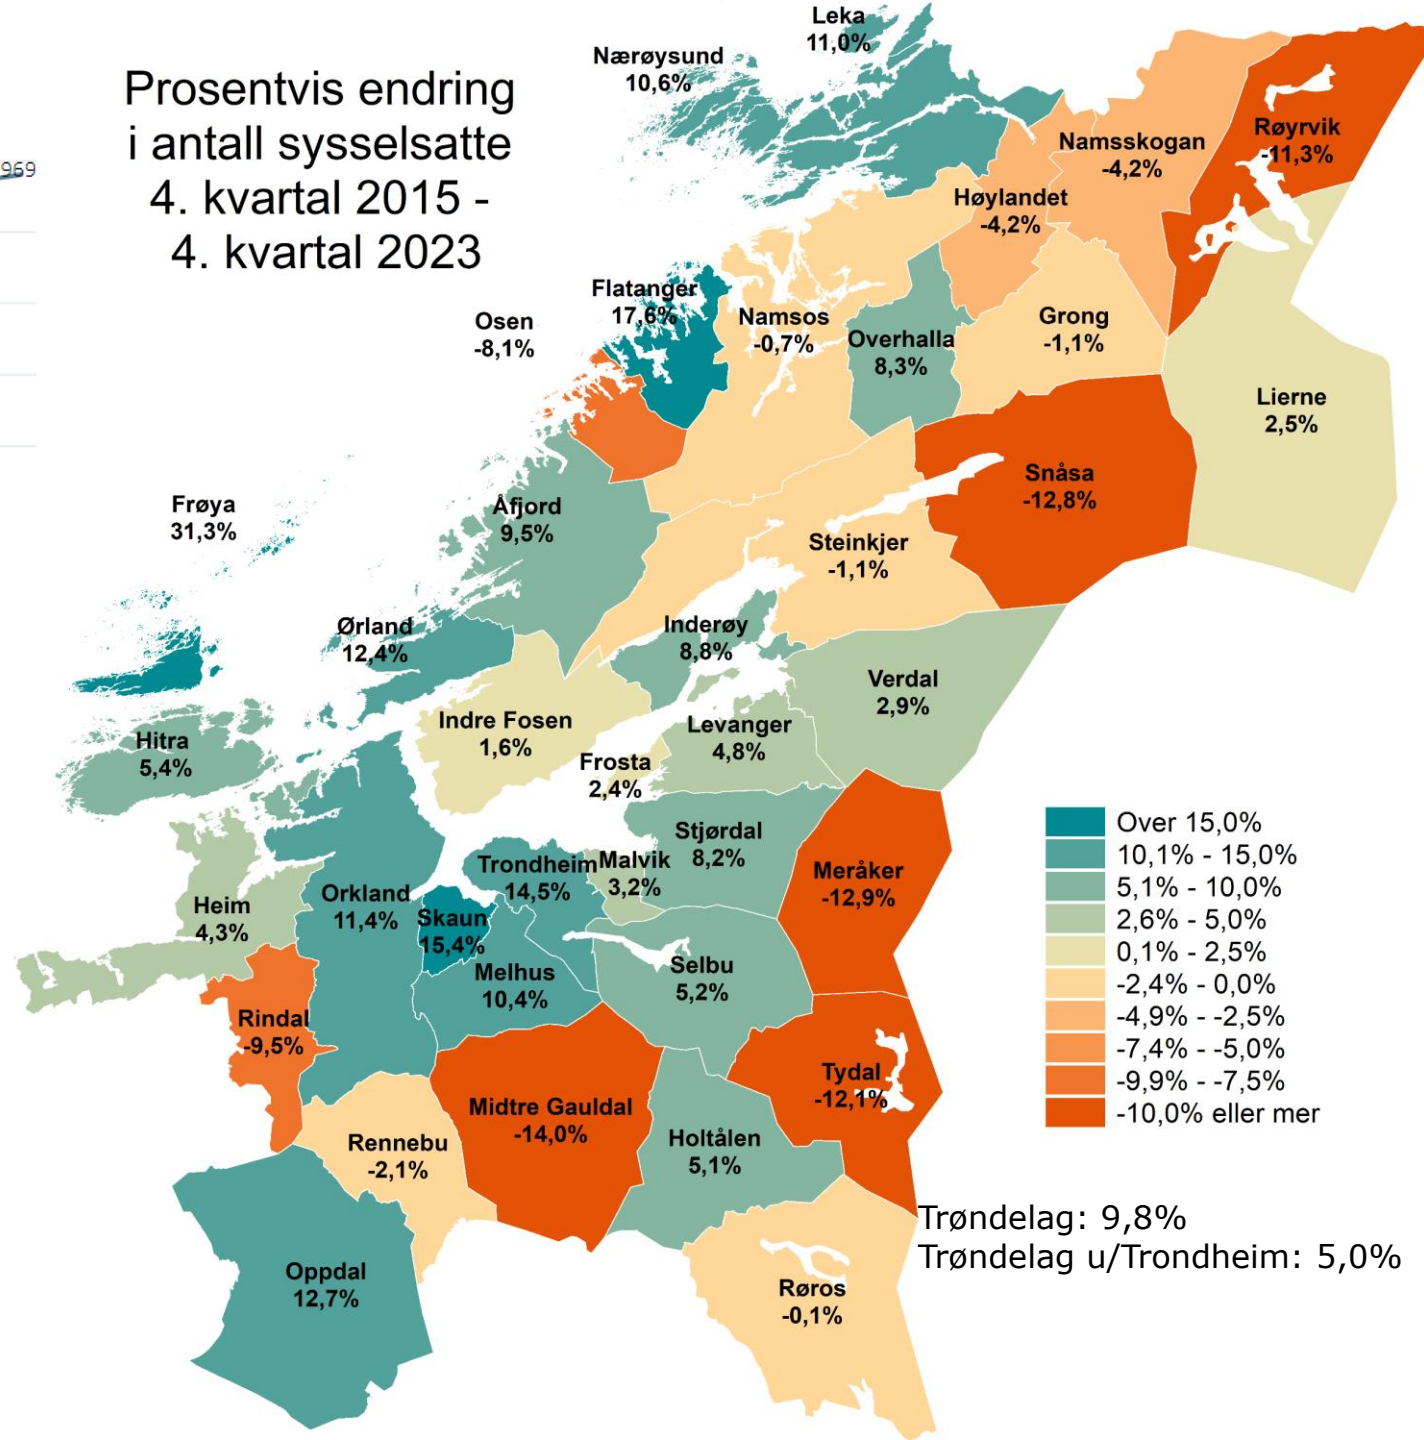 Prosentvis endring
i antall sysselsatte
4. kvartal 2015 -
4. kvartal 2023
969
Leka
11,0%
Nærøysund
10,6%
Røyrvik
-11,3%
Namsskogan
-4,2%
Høylandet
-4,2%
Flatanger
17,6%
Osen
-8,1%
Namsos
-0,7%
Overhalla
8,3%
Grong
-1,1%
Lierne
2,5%
Snåsa
-12,8%
Frøya
31,3%
Åfjord
9,5%
Steinkjer
-1,1%
Ørland
12,4%
Inderøy
8,8%
Verdal
2,9%
Indre Fosen
1,6%
Levanger
4,8%
Hitra
5,4%
Frosta
2,4%
Stjørdal
8,2%
Trondheim
14,5%
Malvik
3,2%
Meråker
-12,9%
Orkland
11,4%
Heim
4,3%
Skaun
15,4%
Melhus
10,4%
Selbu
5,2%
Rindal
-9,5%
Tydal
-12,1%
Midtre Gauldal
-14,0%
Rennebu
-2,1%
Holtålen
5,1%
Oppdal
12,7%
Røros
-0,1%
Over 15,0%
10,1% - 15,0%
5,1% - 10,0%
2,6% - 5,0%
0,1% - 2,5%
-2,4% - 0,0%
-4,9% - -2,5%
-7,4% - -5,0%
-9,9% - -7,5%
-10,0% eller mer
Trøndelag: 9,8%
Trøndelag u/Trondheim: 5,0%